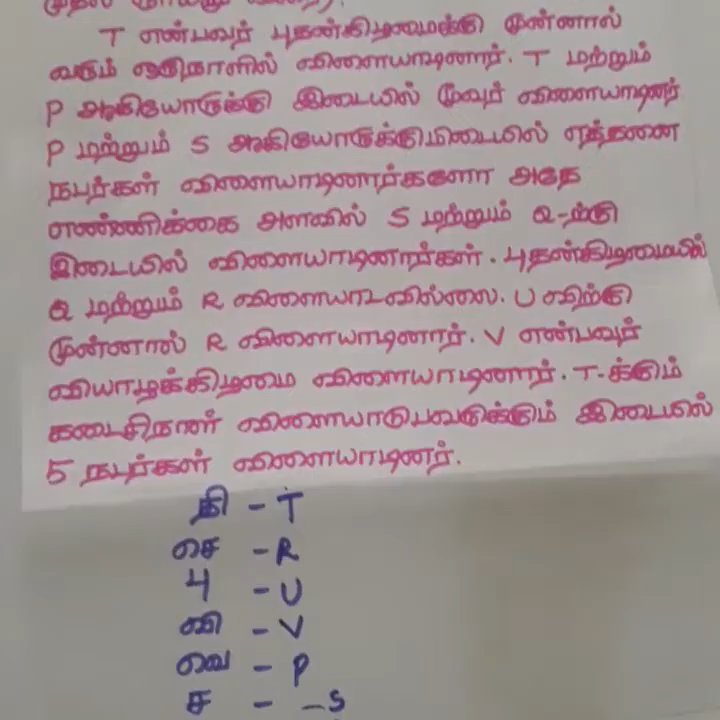 T என்பவர் புதன்கிழமைக்கு முன்னால்
வரும் ஒருநாளில் விளையாடினார். T மற்றும்
P ஆகியோருக்கு இடையில் மூவர் விளையாடினர்
P மற்றும் S ஆகியோருக்குமிடையில் எத்தனை
நபர்கள் விளையாடினார்களோ அதே
எண்ணிக்கை அளவில் S மற்றும் Q-ற்கு
இடையில் விளையாடினார்கள். புதன்கிழமையில்
Q மற்றும் R விளையாடவில்லை. U விற்கு
முன்னால் R விளையாடினார். V என்பவர்
வியாழக்கிழமை விளையாடினார். T-க்கும்
கடைசிநாள் விளையாடுபவருக்கும் இடையில்
5 நபர்கள் விளையாடினர்.
தி - T
செ - R
பு - U
வி - V
வெ - P
ச - - S